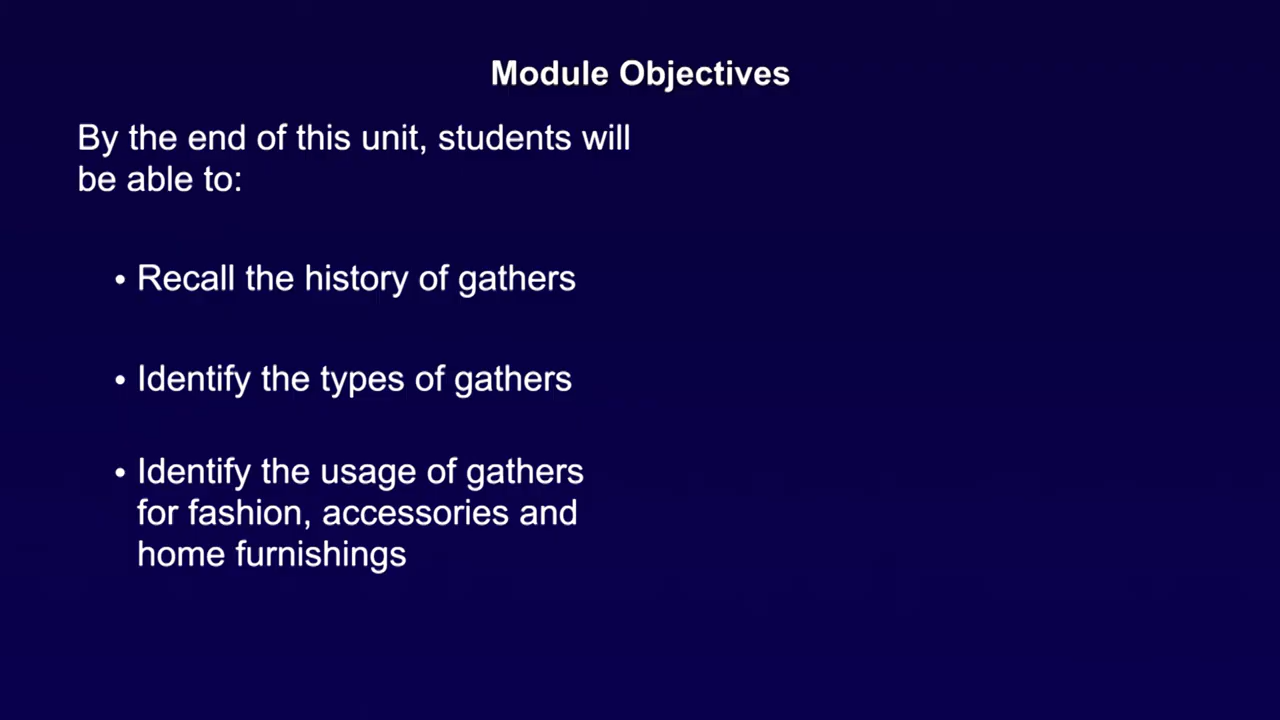 Module Objectives
By the end of this unit, students will
be able to:
• Recall the history of gathers
• Identify the types of gathers
• Identify the usage of gathers
for fashion, accessories and
home furnishings